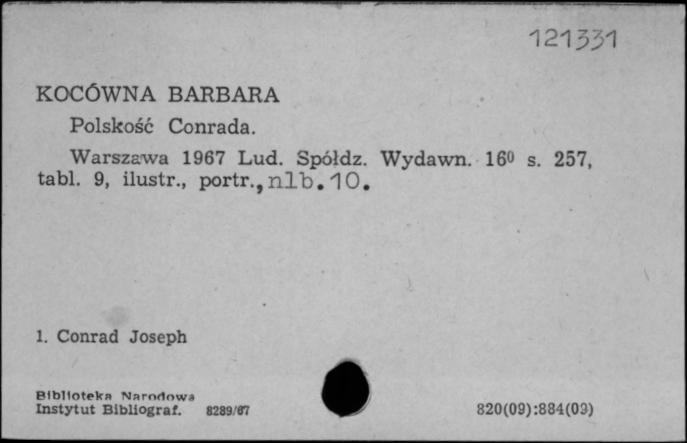 121331
KOCÓWNA BARBARA
Polskość Conrada.
Warszawa 1967 Lud. Spółdz. Wydawn. 16⁰ s. 257,
tabl. 9, ilustr., portr., nlb. 10.
1. Conrad Joseph
Biblioteka Narodowa
Instytut Bibliograf. 8289/67
820(09):884(09)